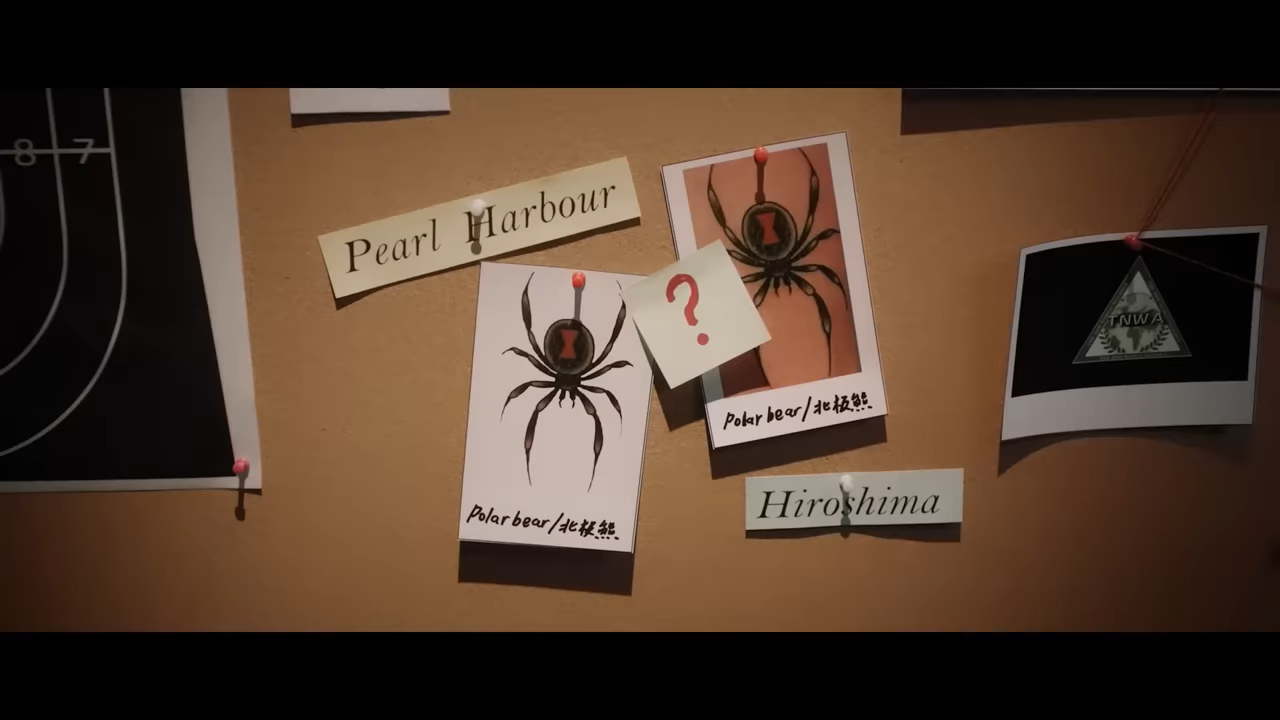 8 7
Pearl Harbour
?
Polar bear/北极熊
Polar bear/北极熊
Hiroshima
TNWA